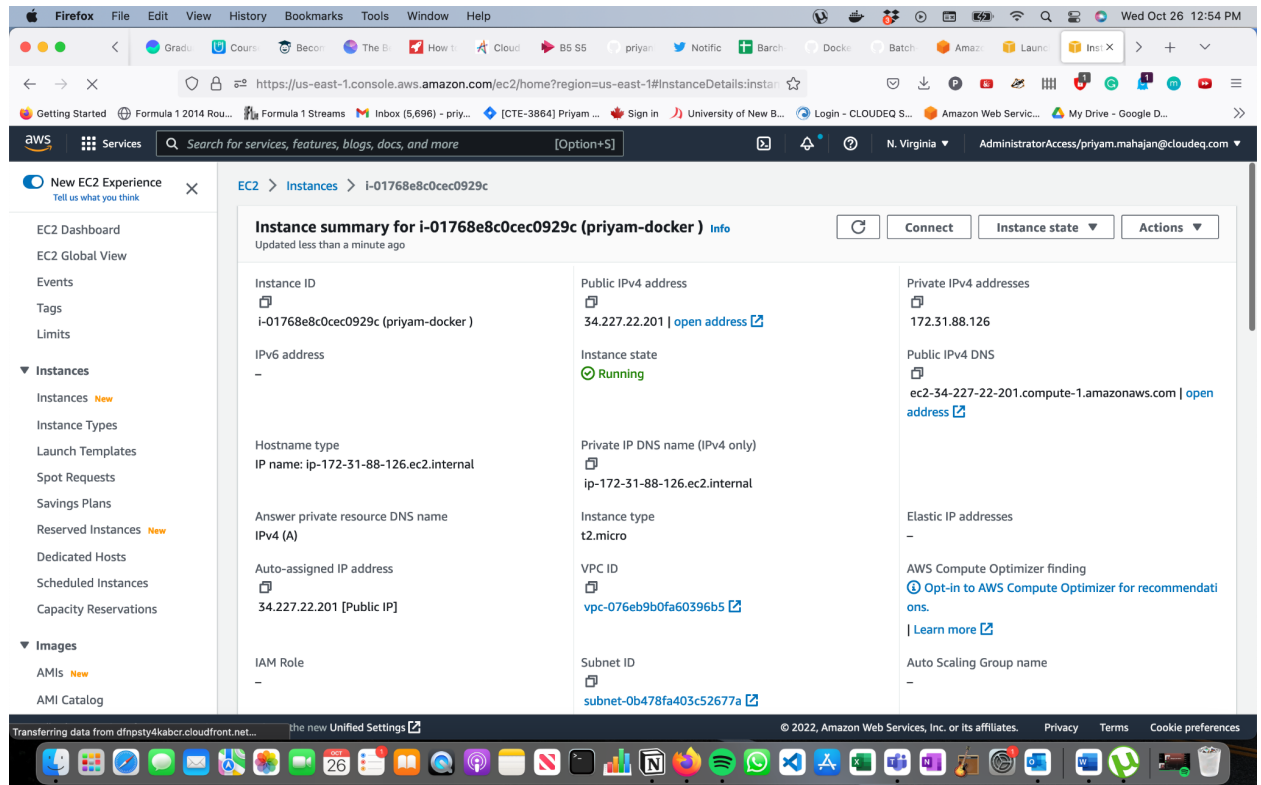 Firefox File Edit View History Bookmarks Tools Window Help Wed Oct 26 12:54 PM
Gradu Cours Becon The B How t Cloud B5 S5 priyan Notific Barch Docke Batch Amaz Launc Inst
https://us-east-1.console.aws.amazon.com/ec2/home?region=us-east-1#InstanceDetails:instan
Getting Started Formula 1 2014 Rou... Formula 1 Streams Inbox (5,696) - priy... [CTE-3864] Priyam ... Sign in University of New B... Login - CLOUDEQ S... Amazon Web Servic... My Drive - Google D...
aws Services Search for services, features, blogs, docs, and more [Option+S] N. Virginia ▼ AdministratorAccess/priyam.mahajan@cloudeq.com ▼
New EC2 Experience
Tell us what you think
EC2 Dashboard
EC2 Global View
Events
Tags
Limits
Instances
Instances New
Instance Types
Launch Templates
Spot Requests
Savings Plans
Reserved Instances New
Dedicated Hosts
Scheduled Instances
Capacity Reservations
Images
AMIs New
AMI Catalog
EC2 > Instances > i-01768e8c0cec0929c
Instance summary for i-01768e8c0cec0929c (priyam-docker ) Info
Updated less than a minute ago
Connect Instance state ▼ Actions ▼
Instance ID
i-01768e8c0cec0929c (priyam-docker )
Public IPv4 address
34.227.22.201 | open address
Private IPv4 addresses
172.31.88.126
IPv6 address
–
Instance state
Running
Public IPv4 DNS
ec2-34-227-22-201.compute-1.amazonaws.com | open
address
Hostname type
IP name: ip-172-31-88-126.ec2.internal
Private IP DNS name (IPv4 only)
ip-172-31-88-126.ec2.internal
Answer private resource DNS name
IPv4 (A)
Instance type
t2.micro
Elastic IP addresses
–
Auto-assigned IP address
34.227.22.201 [Public IP]
VPC ID
vpc-076eb9b0fa60396b5
AWS Compute Optimizer finding
Opt-in to AWS Compute Optimizer for recommendati
ons.
| Learn more
IAM Role
–
Subnet ID
subnet-0b478fa403c52677a
Auto Scaling Group name
–
Transferring data from dfnpsty4kabcr.cloudfront.net... the new Unified Settings © 2022, Amazon Web Services, Inc. or its affiliates. Privacy Terms Cookie preferences
OCT
26